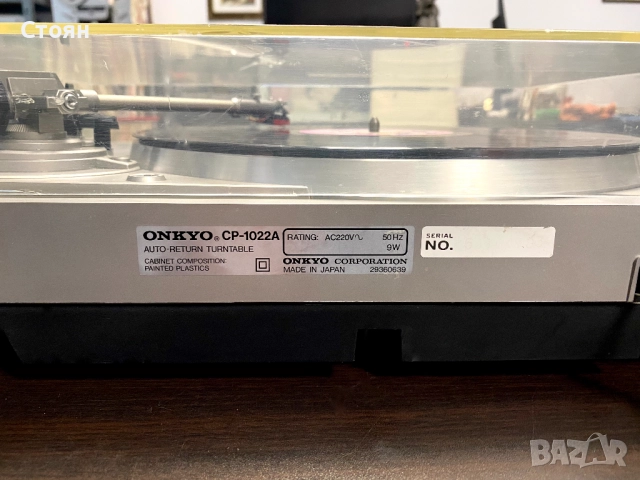 Стоян
ONKYO® CP-1022A
AUTO-RETURN TURNTABLE
CABINET COMPOSITION:
PAINTED PLASTICS
RATING: AC220V∿ 50Hz
9W
ONKYO CORPORATION
MADE IN JAPAN 29360639
SERIAL
NO.
BAZAR